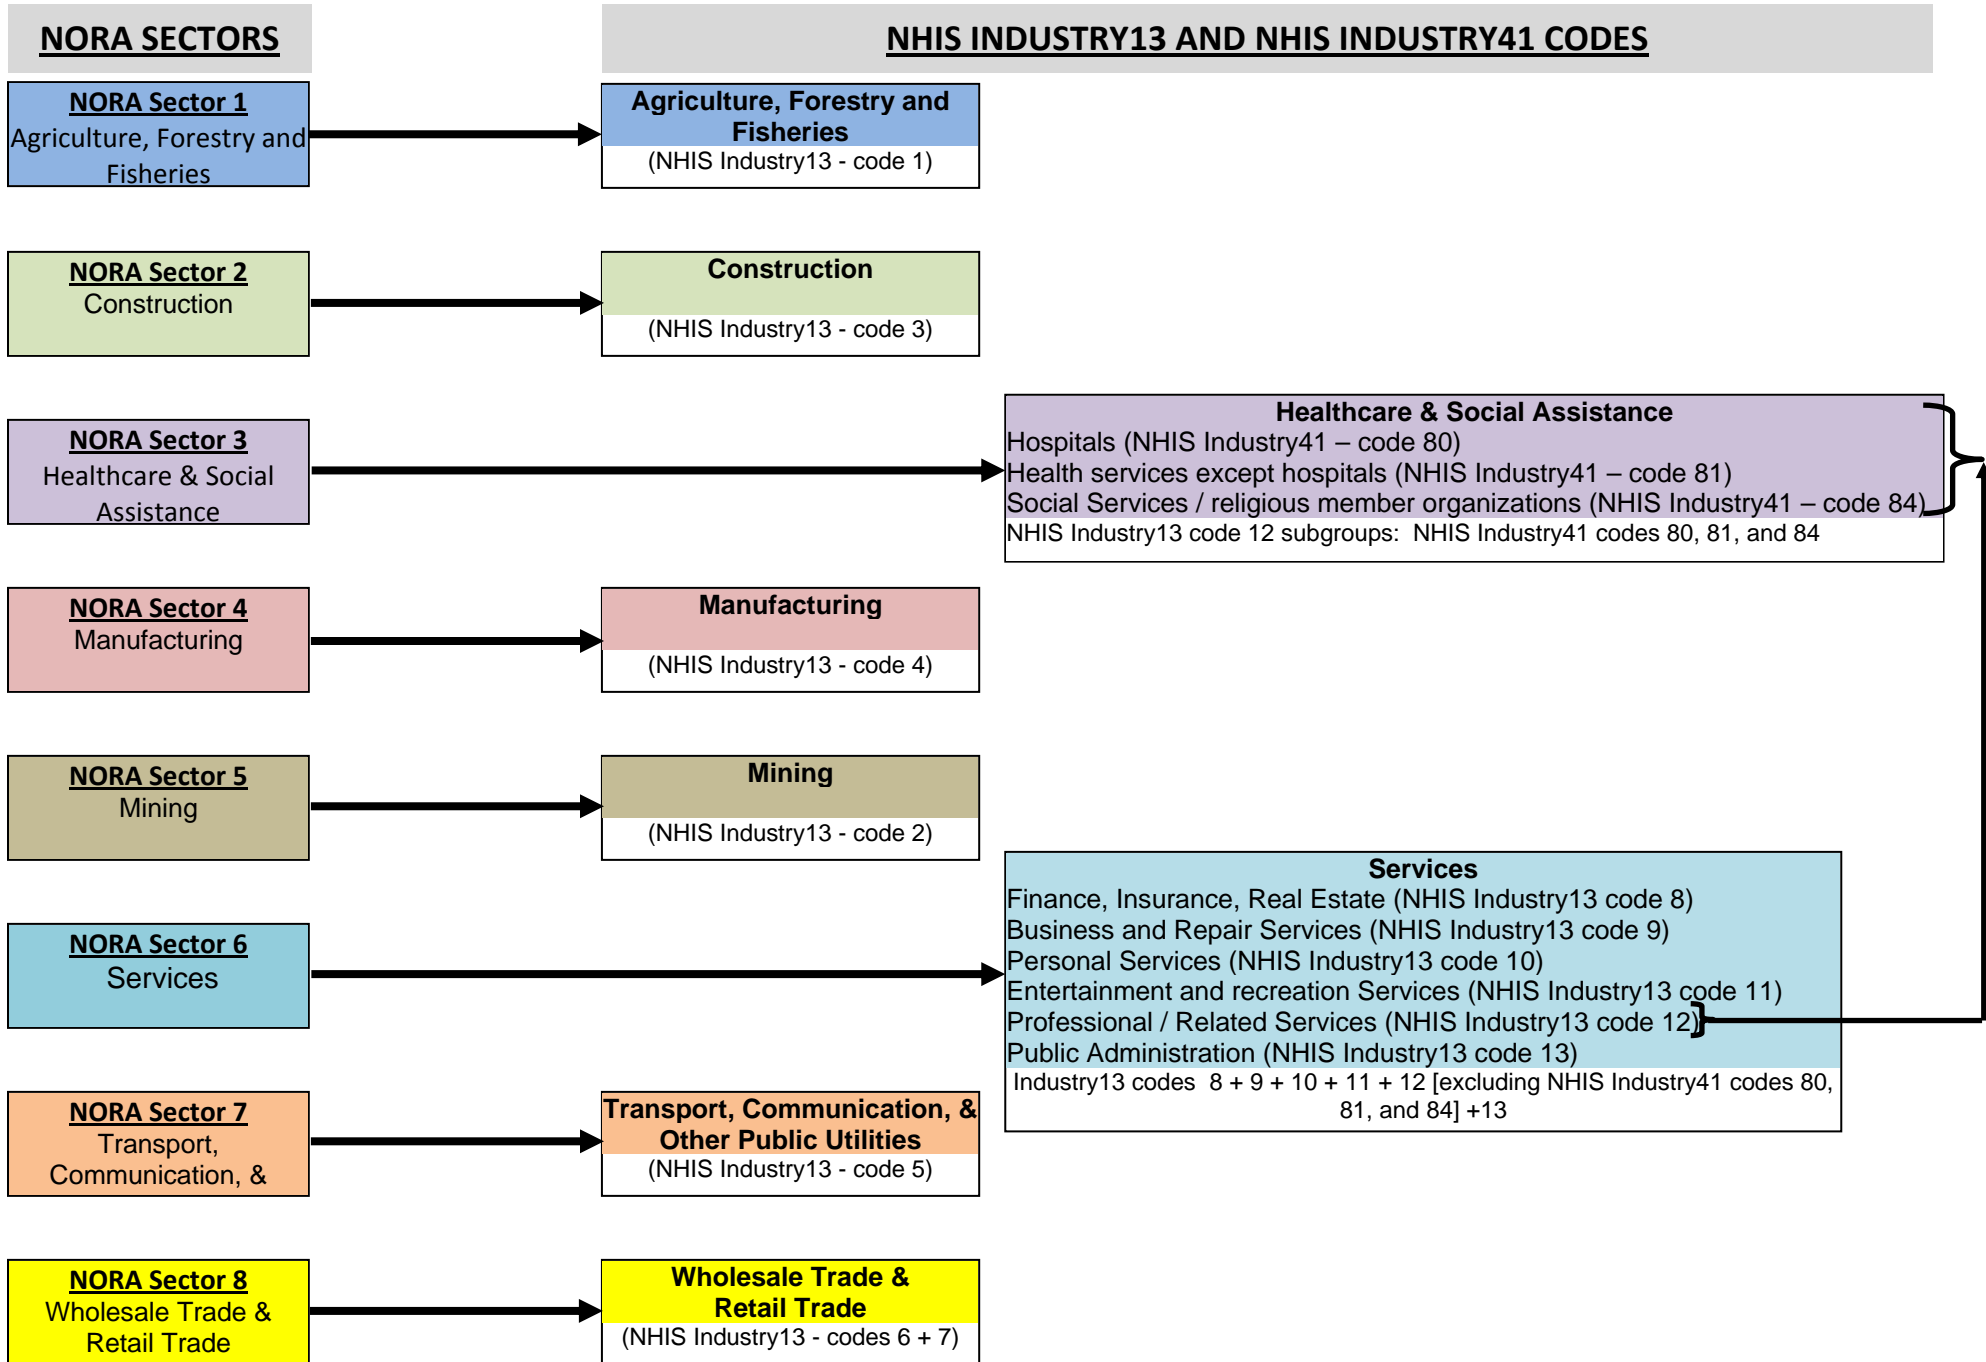 NORA SECTORS
NHIS INDUSTRY13 AND NHIS INDUSTRY41 CODES
NORA Sector 1
Agriculture, Forestry and
Fisheries
Agriculture, Forestry and
Fisheries
(NHIS Industry13 - code 1)
NORA Sector 2
Construction
Construction
(NHIS Industry13 - code 3)
NORA Sector 3
Healthcare & Social
Assistance
Healthcare & Social Assistance
Hospitals (NHIS Industry41 – code 80)
Health services except hospitals (NHIS Industry41 – code 81)
Social Services / religious member organizations (NHIS Industry41 – code 84)
NHIS Industry13 code 12 subgroups:  NHIS Industry41 codes 80, 81, and 84
NORA Sector 4
Manufacturing
Manufacturing
(NHIS Industry13 - code 4)
NORA Sector 5
Mining
Mining
(NHIS Industry13 - code 2)
NORA Sector 6
Services
Services
Finance, Insurance, Real Estate (NHIS Industry13 code 8)
Business and Repair Services (NHIS Industry13 code 9)
Personal Services (NHIS Industry13 code 10)
Entertainment and recreation Services (NHIS Industry13 code 11)
Professional / Related Services (NHIS Industry13 code 12)
Public Administration (NHIS Industry13 code 13)
Industry13 codes  8 + 9 + 10 + 11 + 12 [excluding NHIS Industry41 codes 80,
81, and 84] +13
NORA Sector 7
Transport,
Communication, &
Transport, Communication, &
Other Public Utilities
(NHIS Industry13 - code 5)
NORA Sector 8
Wholesale Trade &
Retail Trade
Wholesale Trade &
Retail Trade
(NHIS Industry13 - codes 6 + 7)